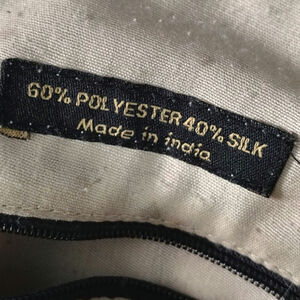 60% POLYESTER 40% SILK
Made in india